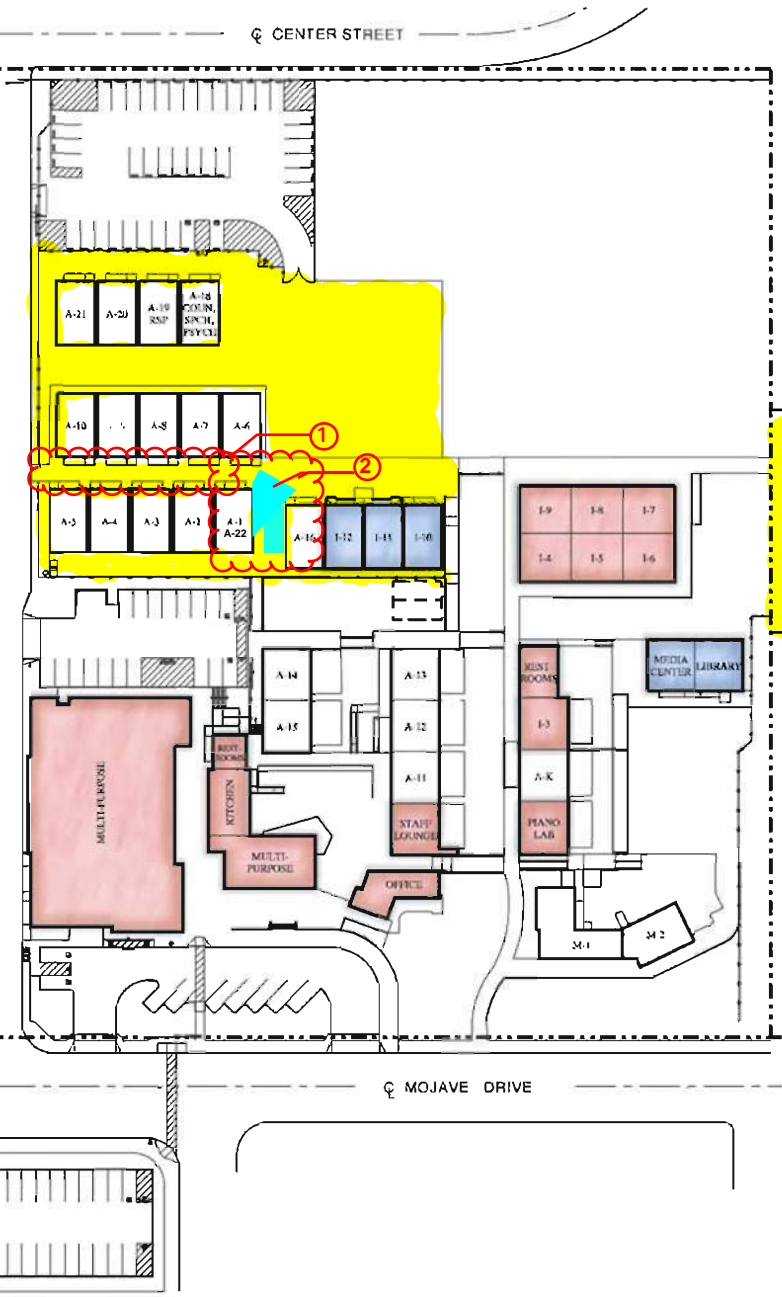 ℄ CENTER STREET
A-21
A-20
A-19
RSP
A-18
COUN,
SPCH,
PSYCH
A-10
A-8
A-7
A-6
1
2
A-5
A-4
A-3
A-2
A-1
A-22
A-16
I-12
I-11
I-10
I-9
I-8
I-7
I-4
I-5
I-6
A-14
A-13
REST
ROOMS
MEDIA
CENTER
LIBRARY
A-15
A-12
I-3
MULTI-PURPOSE
REST-
ROOMS
KITCHEN
A-11
A-K
STAFF
LOUNGE
PIANO
LAB
MULTI-
PURPOSE
OFFICE
M-1
M-2
℄ MOJAVE DRIVE